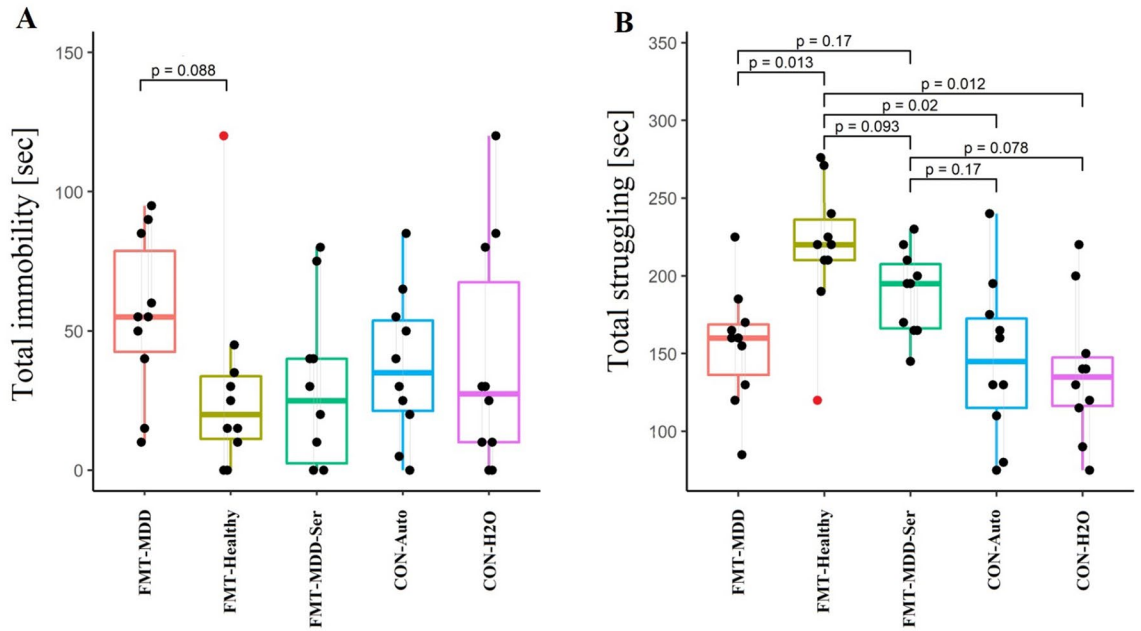 A
Total immobility [sec]
150
100
50
0
p = 0.088
FMT-MDD
FMT-Healthy
FMT-MDD-Ser
CON-Auto
CON-H2O
B
Total struggling [sec]
350
300
250
200
150
100
p = 0.17
p = 0.013
p = 0.012
p = 0.02
p = 0.093
p = 0.078
p = 0.17
FMT-MDD
FMT-Healthy
FMT-MDD-Ser
CON-Auto
CON-H2O